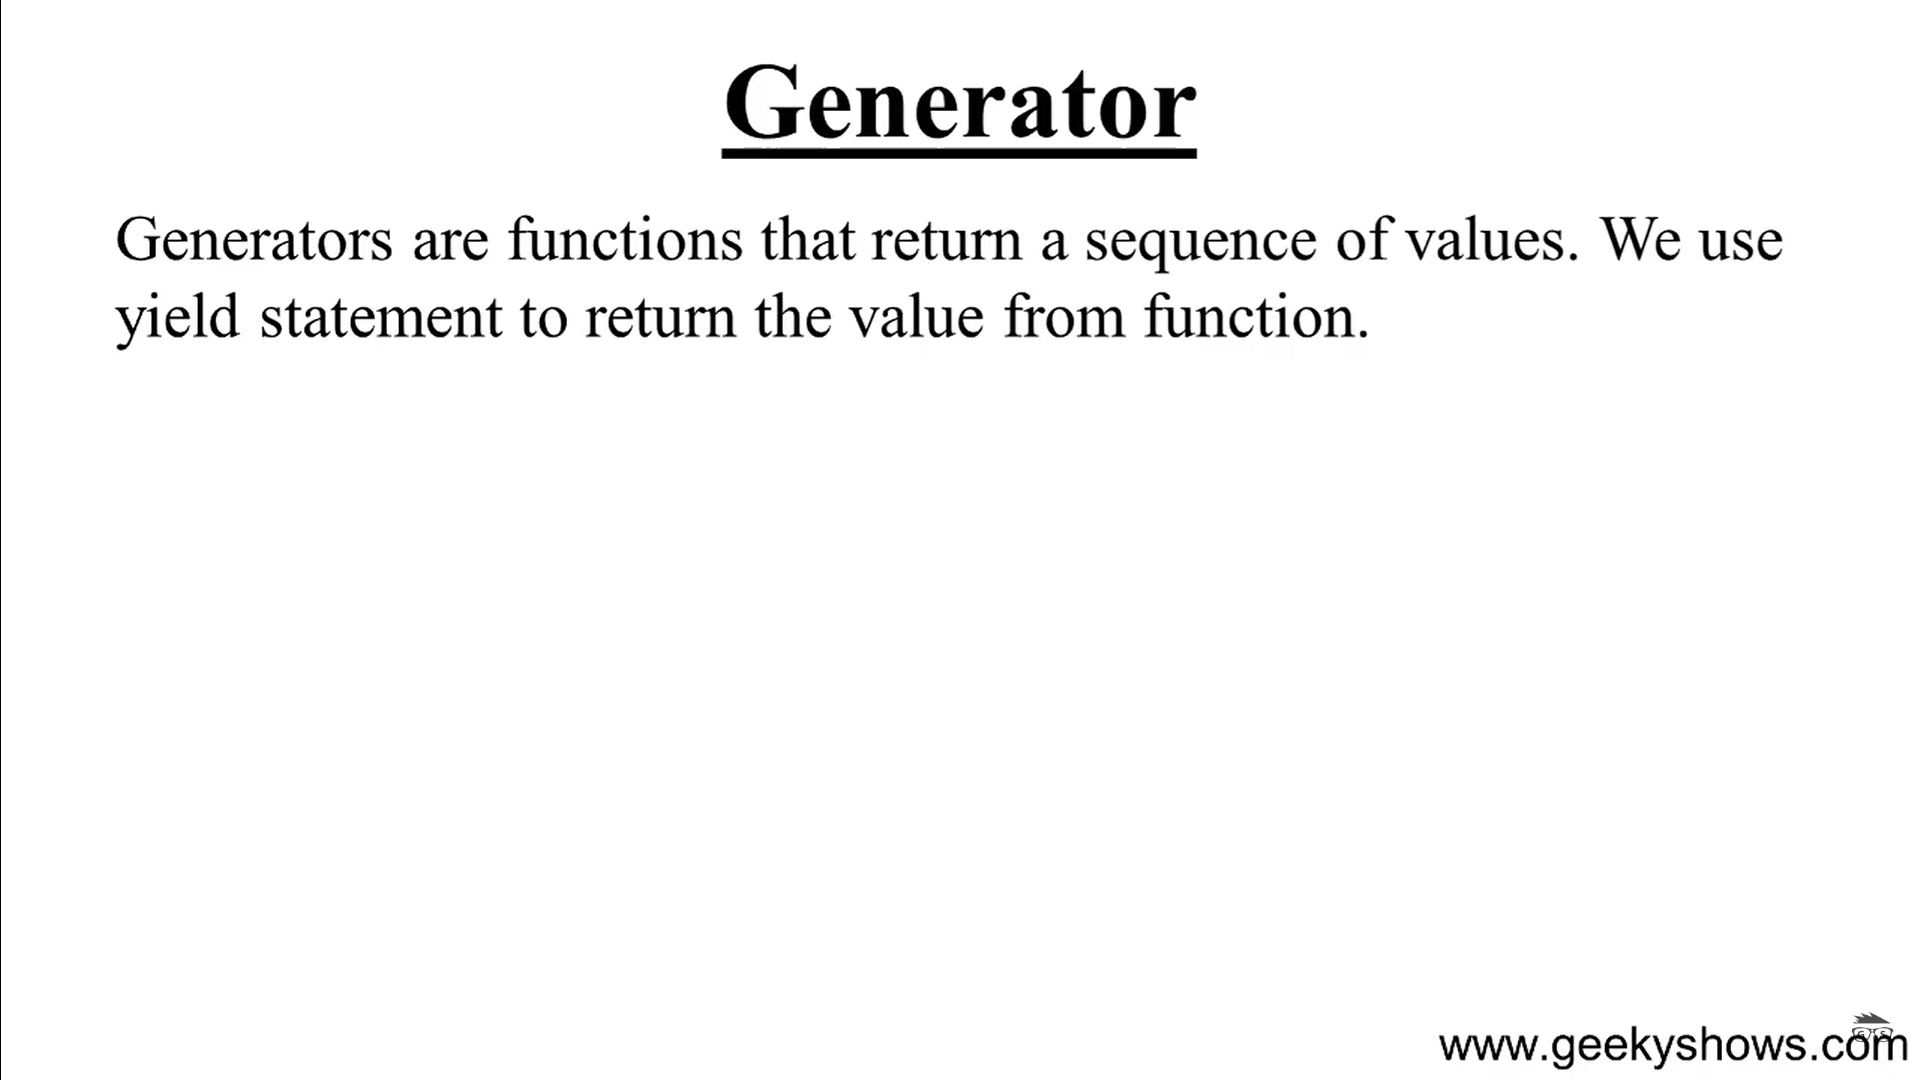 Generator
Generators are functions that return a sequence of values. We use
yield statement to return the value from function.
www.geekyshows.com